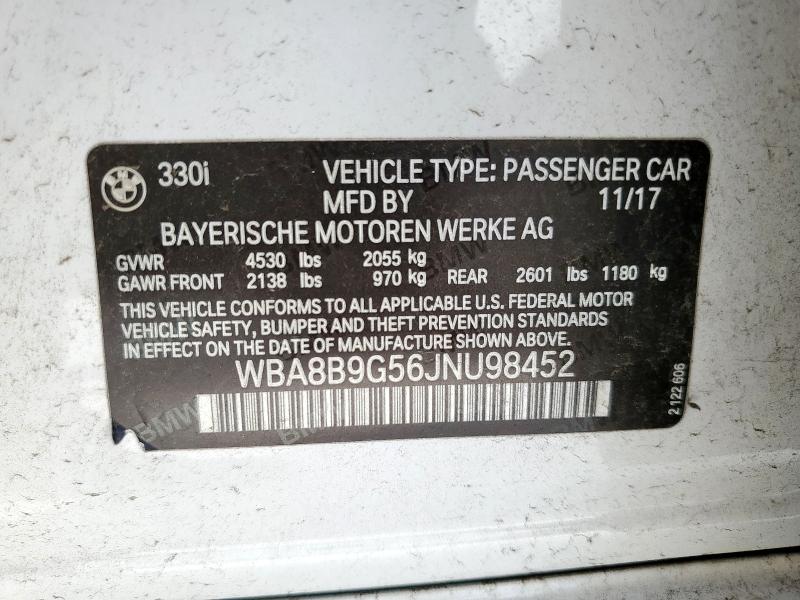 BMW 330i VEHICLE TYPE: PASSENGER CAR
MFD BY 11/17
BAYERISCHE MOTOREN WERKE AG
GVWR 4530 lbs 2055 kg
GAWR FRONT 2138 lbs 970 kg REAR 2601 lbs 1180 kg
THIS VEHICLE CONFORMS TO ALL APPLICABLE U.S. FEDERAL MOTOR
VEHICLE SAFETY, BUMPER AND THEFT PREVENTION STANDARDS
IN EFFECT ON THE DATE OF MANUFACTURE SHOWN ABOVE.
WBA8B9G56JNU98452
2 122 606